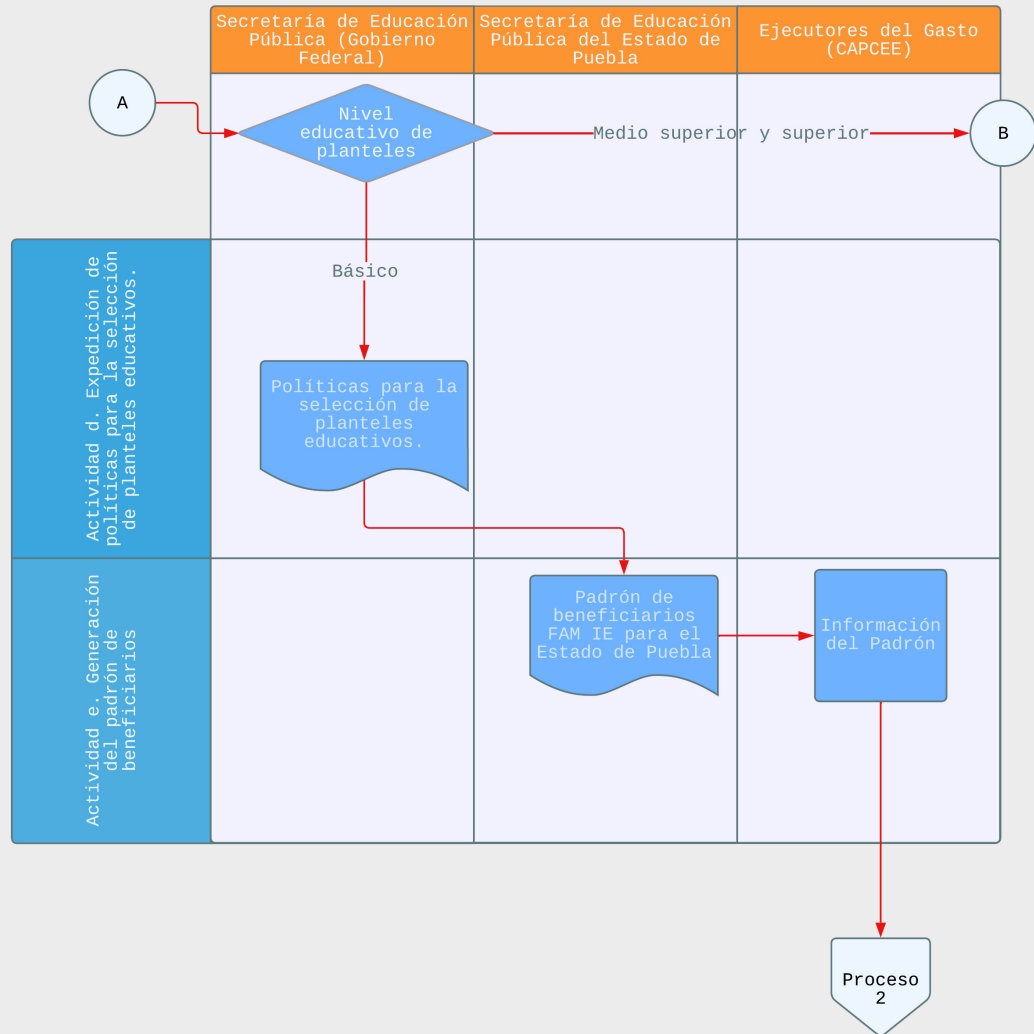 Secretaría de Educación
Pública (Gobierno
Federal)
Secretaría de Educación
Pública del Estado de
Puebla
Ejecutores del Gasto
(CAPCEE)
A
Nivel
educativo de
planteles
Medio superior y superior
B
Básico
Actividad d. Expedición de
políticas para la selección
de planteles educativos.
Políticas para la
selección de
planteles
educativos.
Actividad e. Generación
del padrón de
beneficiarios
Padrón de
beneficiarios
FAM IE para el
Estado de Puebla
Información
del Padrón
Proceso
2